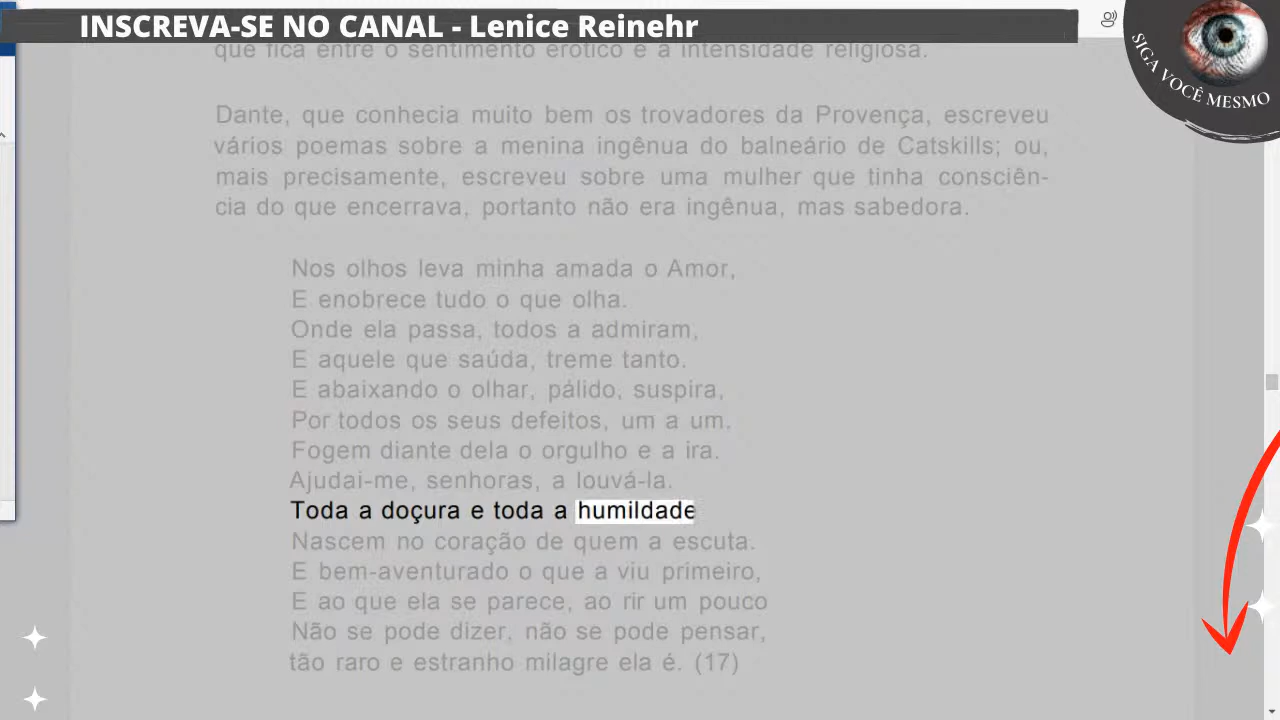 INSCREVA-SE NO CANAL - Lenice Reinehr
SIGA VOCÊ MESMO
que fica entre o sentimento erótico e a intensidade religiosa.
Dante, que conhecia muito bem os trovadores da Provença, escreveu
vários poemas sobre a menina ingênua do balneário de Catskills; ou,
mais precisamente, escreveu sobre uma mulher que tinha consciên-
cia do que encerrava, portanto não era ingênua, mas sabedora.
Nos olhos leva minha amada o Amor,
E enobrece tudo o que olha.
Onde ela passa, todos a admiram,
E aquele que saúda, treme tanto.
E abaixando o olhar, pálido, suspira,
Por todos os seus defeitos, um a um.
Fogem diante dela o orgulho e a ira.
Ajudai-me, senhoras, a louvá-la.
Toda a doçura e toda a humildade
Nascem no coração de quem a escuta.
E bem-aventurado o que a viu primeiro,
E ao que ela se parece, ao rir um pouco
Não se pode dizer, não se pode pensar,
tão raro e estranho milagre ela é. (17)